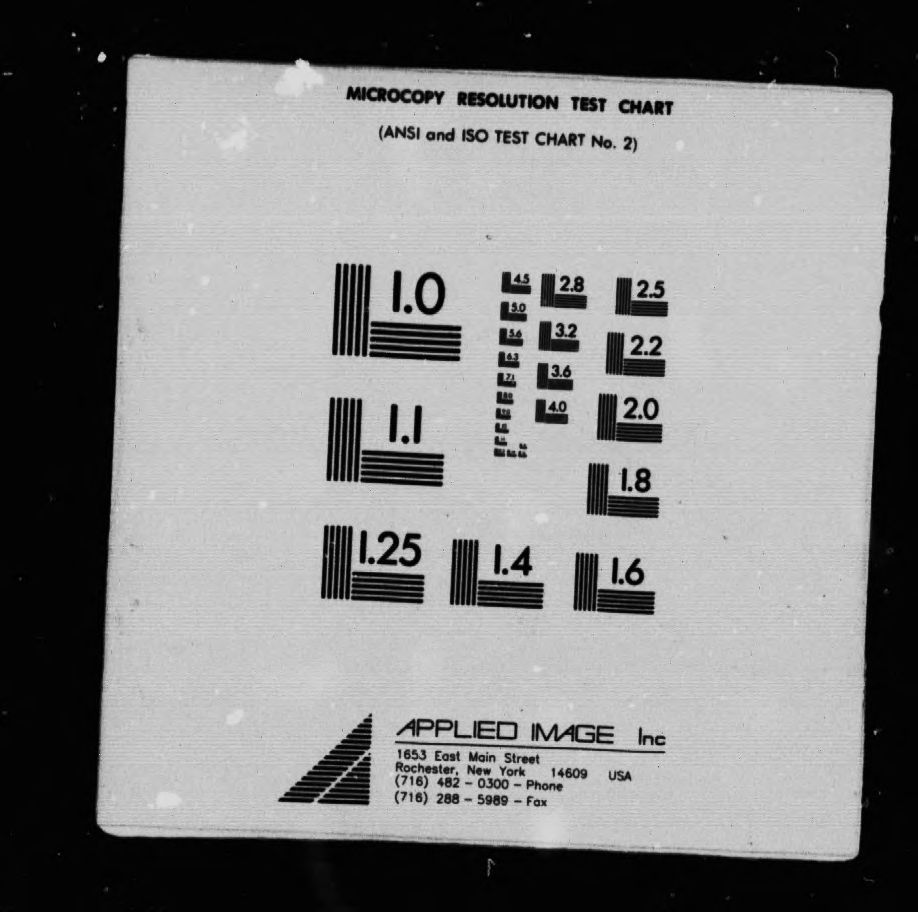 MICROCOPY RESOLUTION TEST CHART
(ANSI and ISO TEST CHART No. 2)
1.0
1.1
1.25
1.4
1.6
1.8
2.0
2.2
2.5
2.8
3.2
3.6
4.0
4.5
5.0
5.6
6.3
7.1
APPLIED IMAGE Inc
1653 East Main Street
Rochester, New York 14609 USA
(716) 482 - 0300 - Phone
(716) 288 - 5989 - Fax